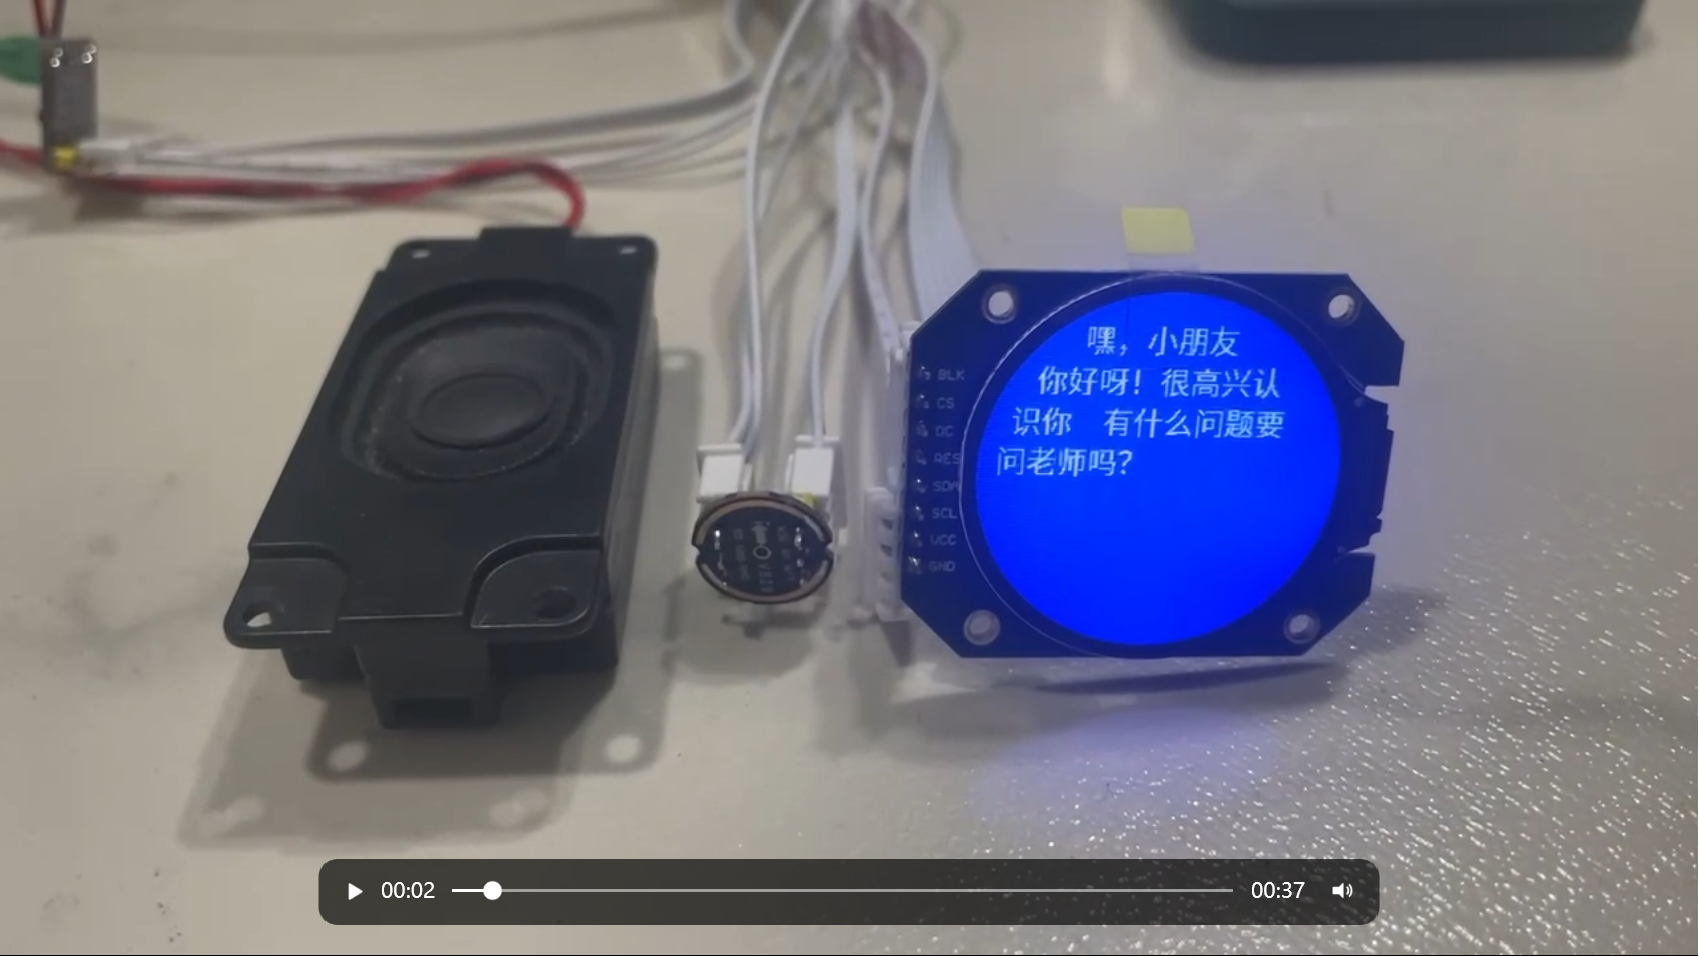 嘿，小朋友
你好呀！很高兴认
识你　有什么问题要
问老师吗？
BLK
CS
DC
RES
SDA
SCL
VCC
GND
00:02
00:37